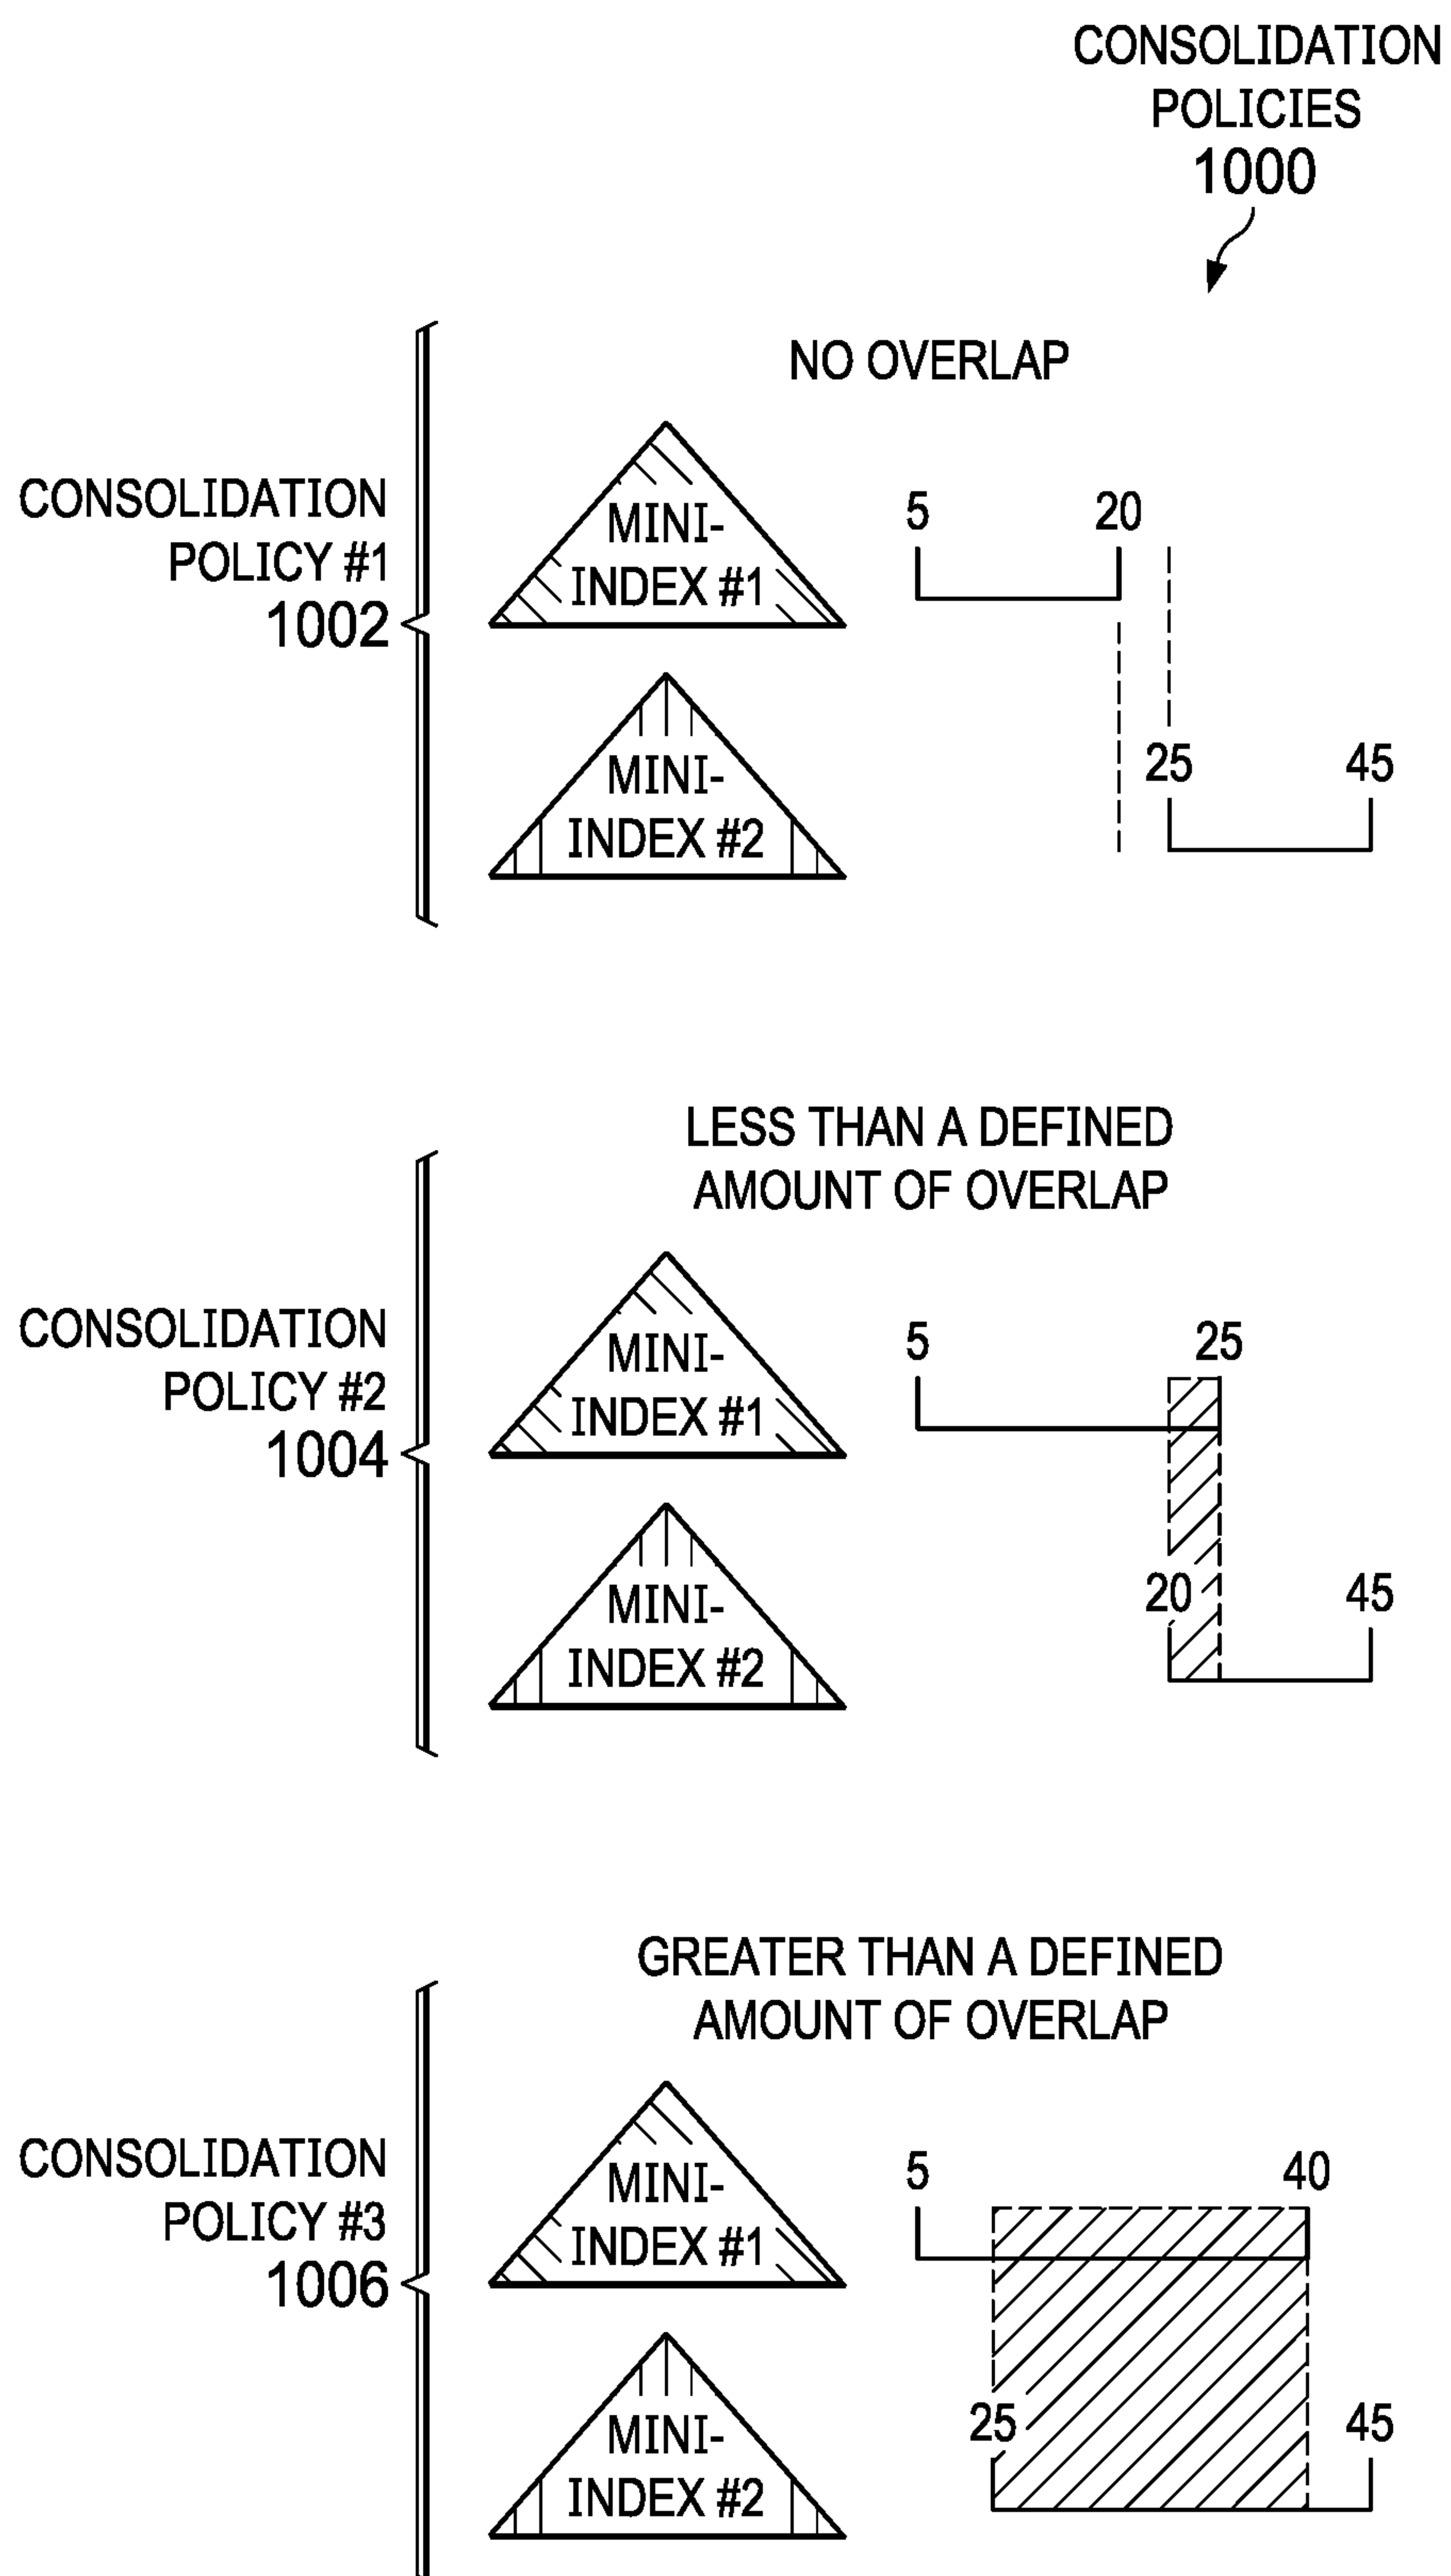 CONSOLIDATION
POLICIES
1000
NO OVERLAP
CONSOLIDATION
POLICY #1
1002
MINI-
INDEX #1
5
20
MINI-
INDEX #2
25
45
LESS THAN A DEFINED
AMOUNT OF OVERLAP
CONSOLIDATION
POLICY #2
1004
MINI-
INDEX #1
5
25
MINI-
INDEX #2
20
45
GREATER THAN A DEFINED
AMOUNT OF OVERLAP
CONSOLIDATION
POLICY #3
1006
MINI-
INDEX #1
5
40
MINI-
INDEX #2
25
45